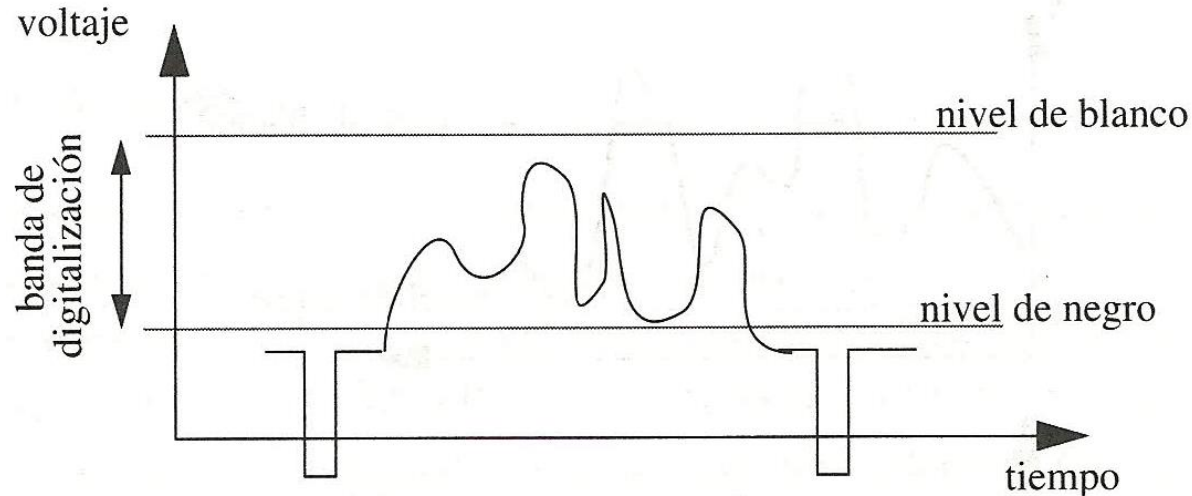 voltaje
nivel de blanco
banda de
digitalización
nivel de negro
tiempo